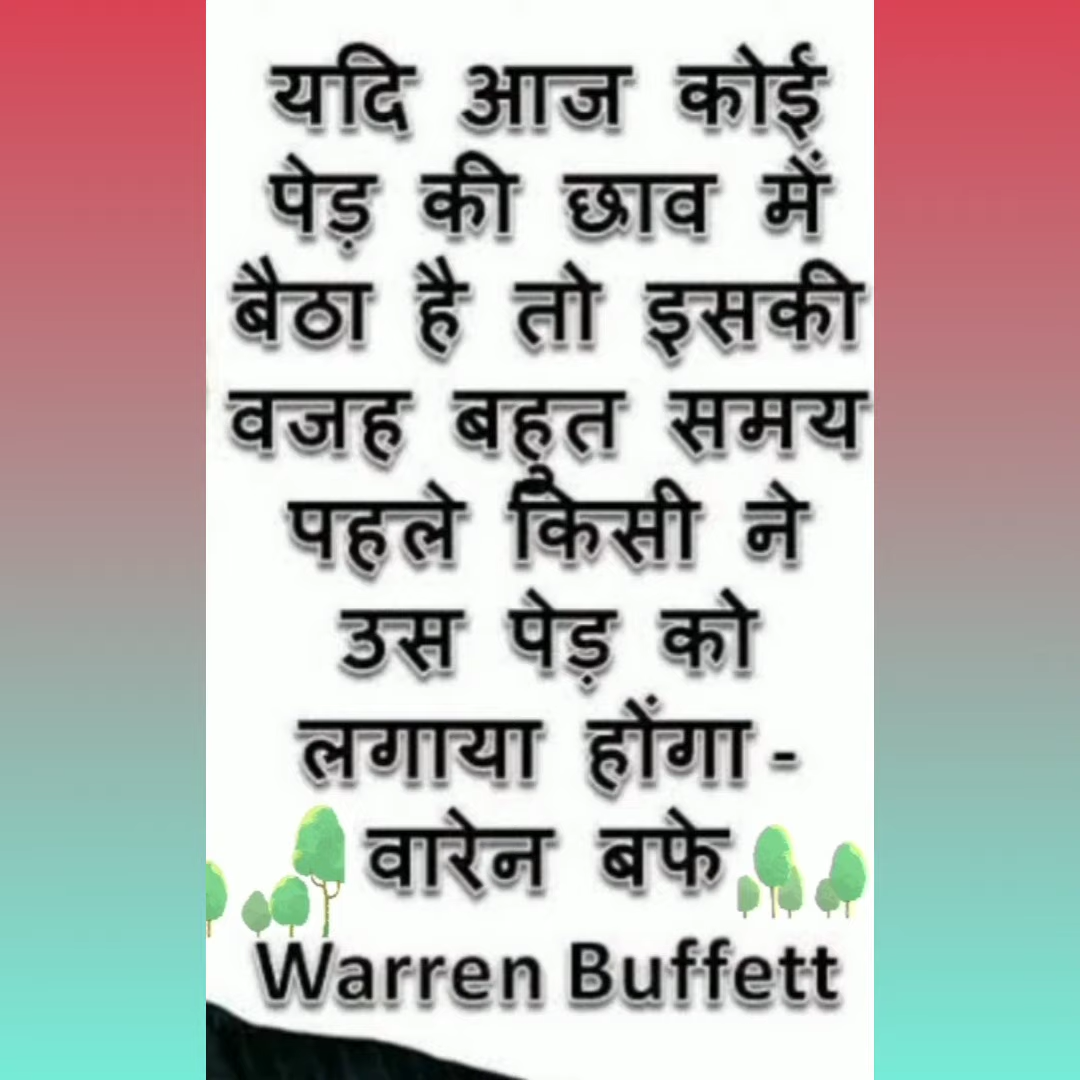 यदि आज कोई
पेड़ की छाव में
बैठा है तो इसकी
वजह बहुत समय
पहले किसी ने
उस पेड़ को
लगाया होंगा -
वारेन बफे
Warren Buffett